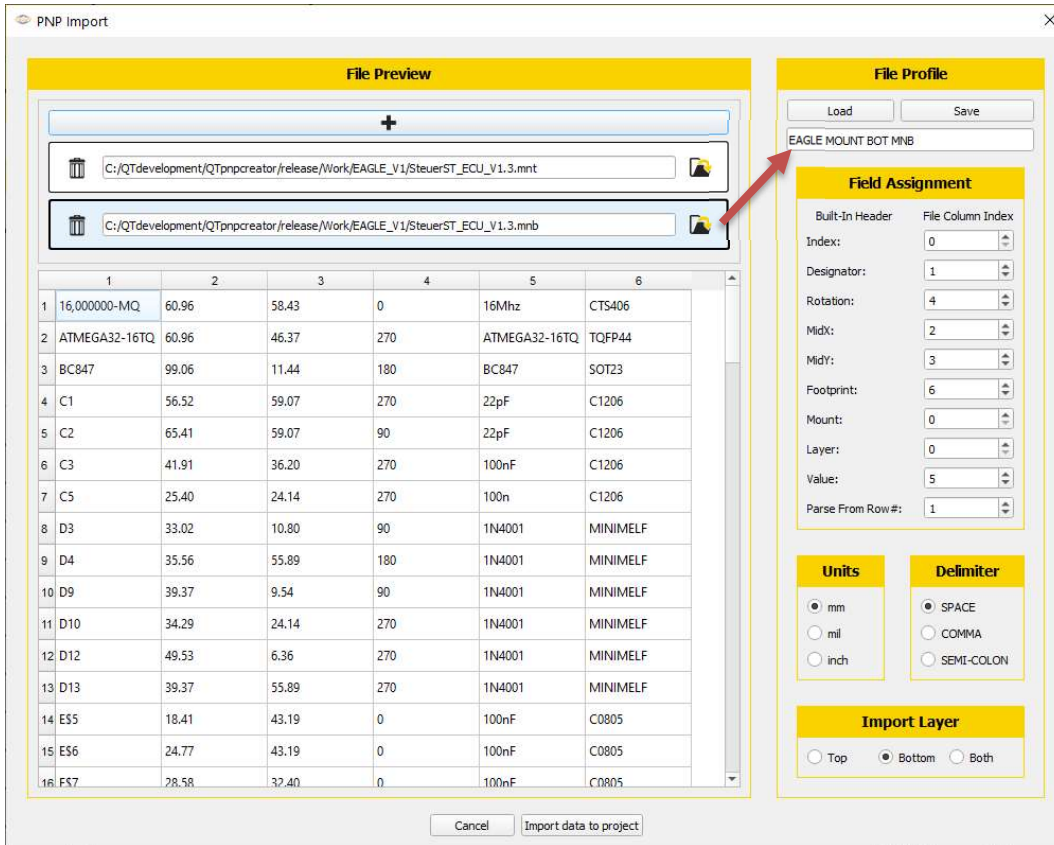 PNP Import
File Preview
+
C:/QTdevelopment/QTpnpcreator/release/Work/EAGLE_V1/SteuerST_ECU_V1.3.mnt
C:/QTdevelopment/QTpnpcreator/release/Work/EAGLE_V1/SteuerST_ECU_V1.3.mnb
1 2 3 4 5 6
1 16,000000-MQ 60.96 58.43 0 16Mhz CTS406
2 ATMEGA32-16TQ 60.96 46.37 270 ATMEGA32-16TQ TQFP44
3 BC847 99.06 11.44 180 BC847 SOT23
4 C1 56.52 59.07 270 22pF C1206
5 C2 65.41 59.07 90 22pF C1206
6 C3 41.91 36.20 270 100nF C1206
7 C5 25.40 24.14 270 100n C1206
8 D3 33.02 10.80 90 1N4001 MINIMELF
9 D4 35.56 55.89 180 1N4001 MINIMELF
10 D9 39.37 9.54 90 1N4001 MINIMELF
11 D10 34.29 24.14 270 1N4001 MINIMELF
12 D12 49.53 6.36 270 1N4001 MINIMELF
13 D13 39.37 55.89 270 1N4001 MINIMELF
14 E$5 18.41 43.19 0 100nF C0805
15 E$6 24.77 43.19 0 100nF C0805
16 E$7 28.58 32.40 0 100nF C0805
File Profile
Load Save
EAGLE MOUNT BOT MNB
Field Assignment
Built-In Header File Column Index
Index: 0
Designator: 1
Rotation: 4
MidX: 2
MidY: 3
Footprint: 6
Mount: 0
Layer: 0
Value: 5
Parse From Row#: 1
Units
mm
mil
inch
Delimiter
SPACE
COMMA
SEMI-COLON
Import Layer
Top Bottom Both
Cancel Import data to project